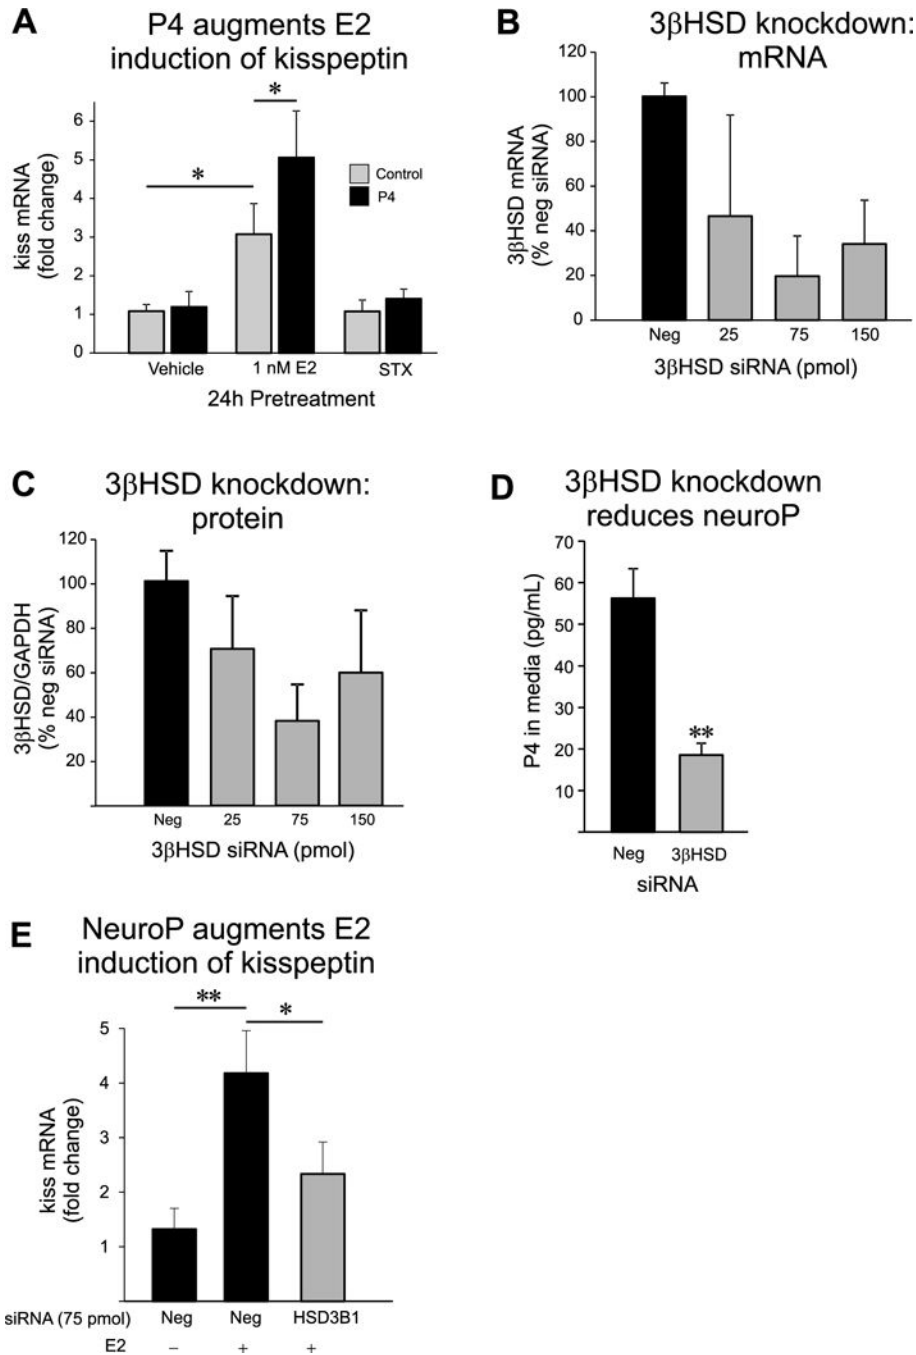 A
P4 augments E2
induction of kisspeptin
kiss mRNA
(fold change)
6
5
4
3
2
1
0
*
*
Control
P4
Vehicle
1 nM E2
STX
24h Pretreatment
B
3βHSD knockdown:
mRNA
3βHSD mRNA
(% neg siRNA)
120
100
80
60
40
20
0
Neg
25
75
150
3βHSD siRNA (pmol)
C
3βHSD knockdown:
protein
3βHSD/GAPDH
(% neg siRNA)
120
100
80
60
40
20
Neg
25
75
150
3βHSD siRNA (pmol)
D
3βHSD knockdown
reduces neuroP
P4 in media (pg/mL)
70
60
50
40
30
20
10
0
**
Neg
3βHSD
siRNA
E
NeuroP augments E2
induction of kisspeptin
kiss mRNA
(fold change)
5
4
3
2
1
**
*
siRNA (75 pmol) Neg Neg HSD3B1
E2 – + +